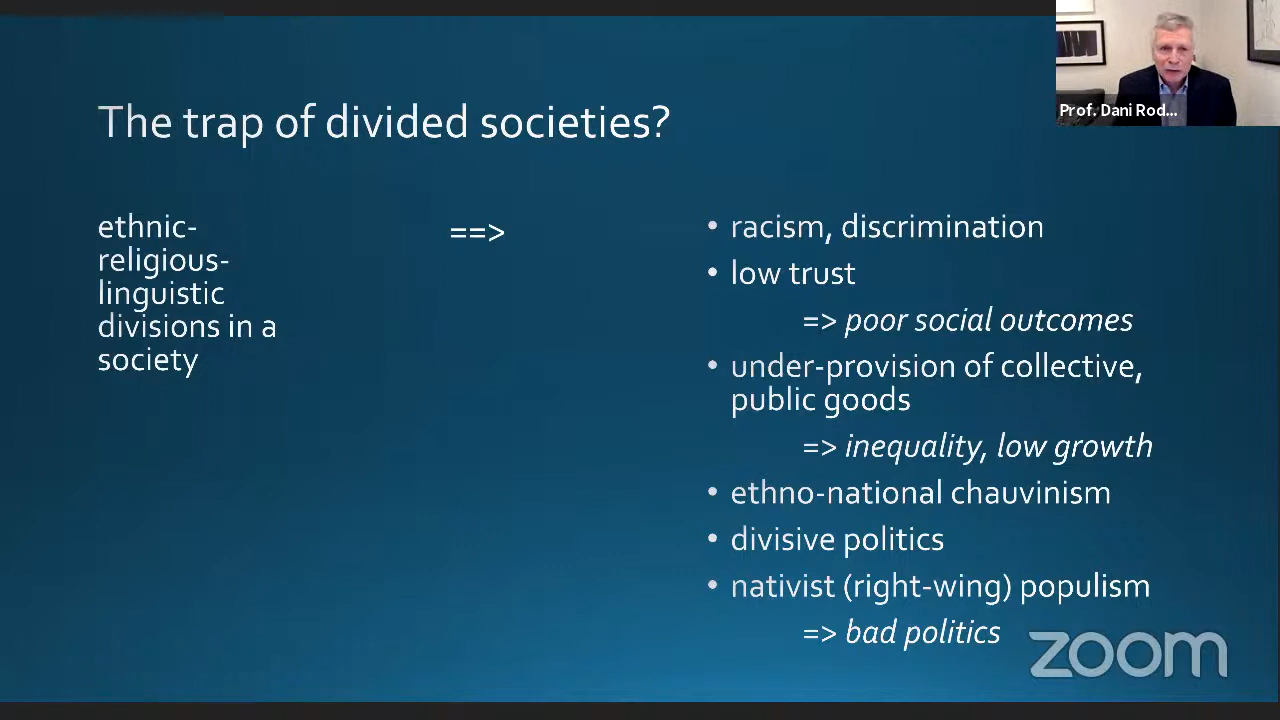 Prof. Dani Rod...
The trap of divided societies?
ethnic-
religious-
linguistic
divisions in a
society
==>
• racism, discrimination
• low trust
=> poor social outcomes
• under-provision of collective,
public goods
=> inequality, low growth
• ethno-national chauvinism
• divisive politics
• nativist (right-wing) populism
=> bad politics
zoom